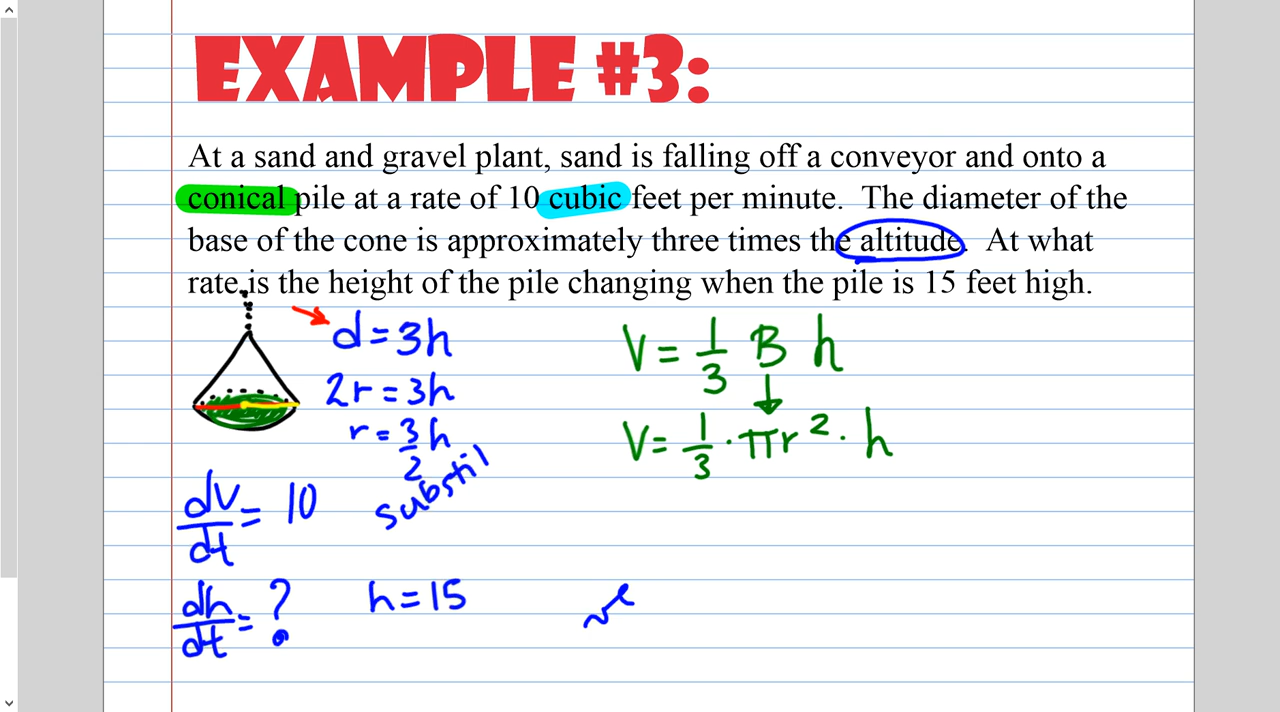 EXAMPLE #3:
At a sand and gravel plant, sand is falling off a conveyor and onto a
conical pile at a rate of 10 cubic feet per minute. The diameter of the
base of the cone is approximately three times the altitude. At what
rate is the height of the pile changing when the pile is 15 feet high.
d = 3h
2r = 3h
r = 3/2 h
substil
dV/dt = 10
dh/dt = ?
h = 15
V = 1/3 B h
V = 1/3 · πr² · h